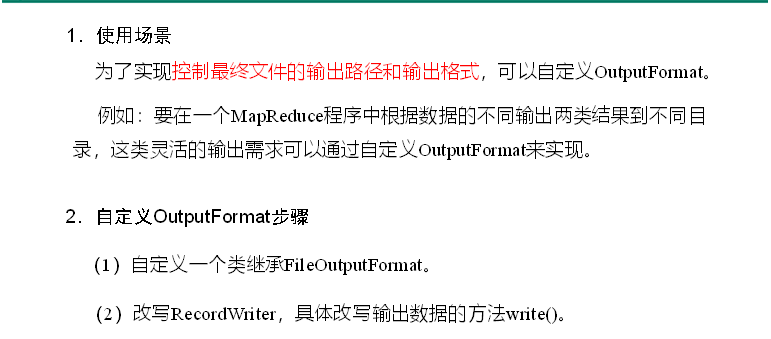 1．使用场景
为了实现控制最终文件的输出路径和输出格式，可以自定义OutputFormat。
例如：要在一个MapReduce程序中根据数据的不同输出两类结果到不同目
录，这类灵活的输出需求可以通过自定义OutputFormat来实现。
2．自定义OutputFormat步骤
（1）自定义一个类继承FileOutputFormat。
（2）改写RecordWriter，具体改写输出数据的方法write()。